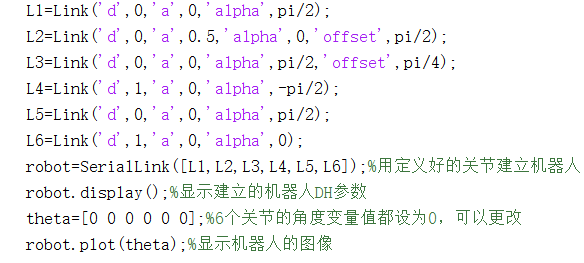 L1=Link('d',0,'a',0,'alpha',pi/2);
L2=Link('d',0,'a',0.5,'alpha',0,'offset',pi/2);
L3=Link('d',0,'a',0,'alpha',pi/2,'offset',pi/4);
L4=Link('d',1,'a',0,'alpha',-pi/2);
L5=Link('d',0,'a',0,'alpha',pi/2);
L6=Link('d',1,'a',0,'alpha',0);
robot=SerialLink([L1,L2,L3,L4,L5,L6]);%用定义好的关节建立机器人
robot.display();%显示建立的机器人DH参数
theta=[0 0 0 0 0 0];%6个关节的角度变量值都设为0，可以更改
robot.plot(theta);%显示机器人的图像